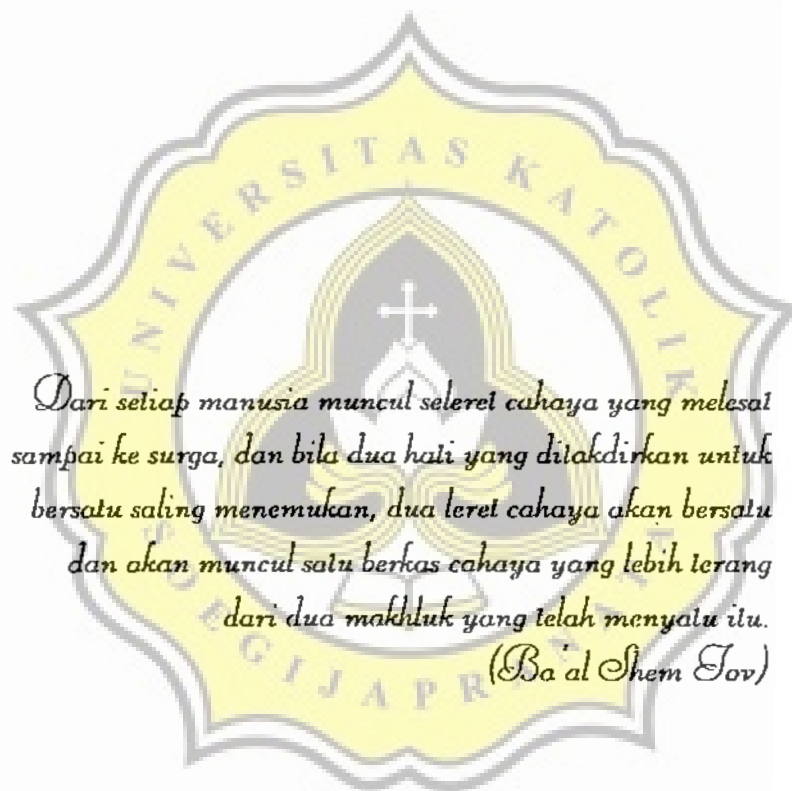 UNIVERSITAS KATOLIK
Dari setiap manusia muncul seleret cahaya yang melesat
sampai ke surga, dan bila dua hati yang ditakdirkan untuk
bersatu saling menemukan, dua leret cahaya akan bersatu
dan akan muncul satu berkas cahaya yang lebih terang
dari dua makhluk yang telah menyatu itu.
(Ba'al Shem Tov)
SOEGIJAPRANATA